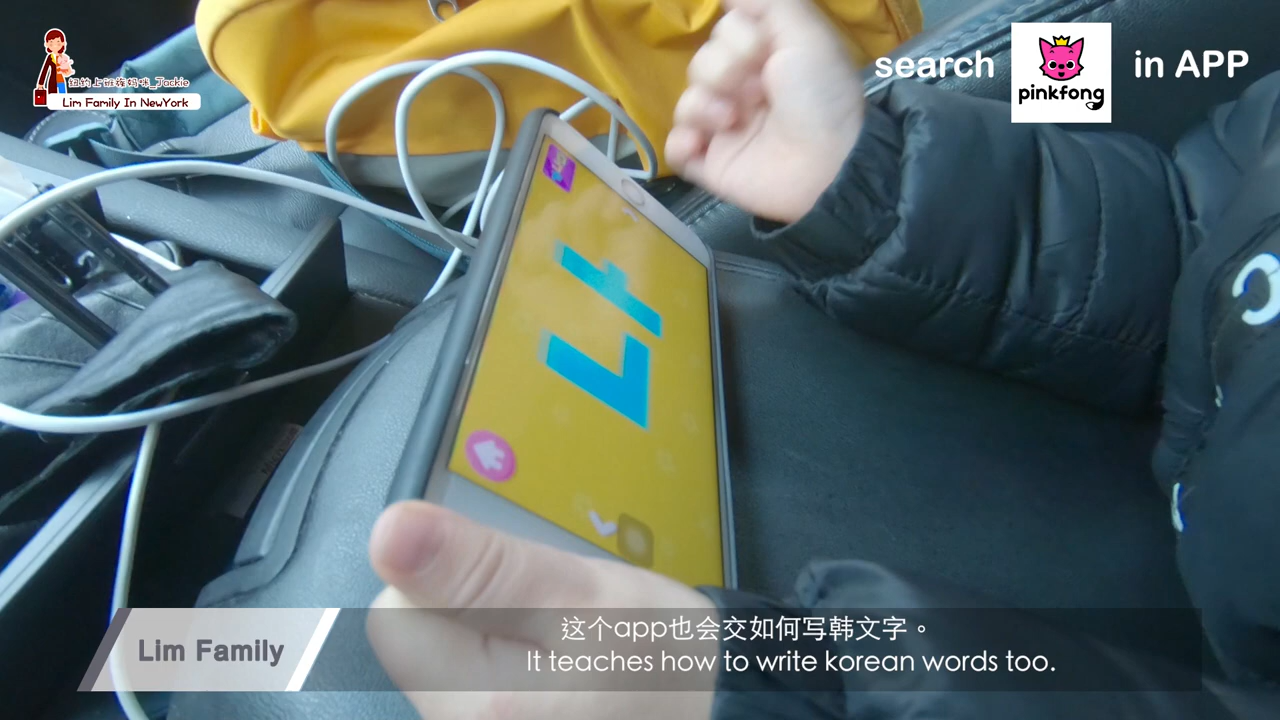 纽约上班族妈咪_Jackie
Lim Family In NewYork
search
pinkfong
in APP
나
Lim Family
这个app也会交如何写韩文字。
It teaches how to write korean words too.